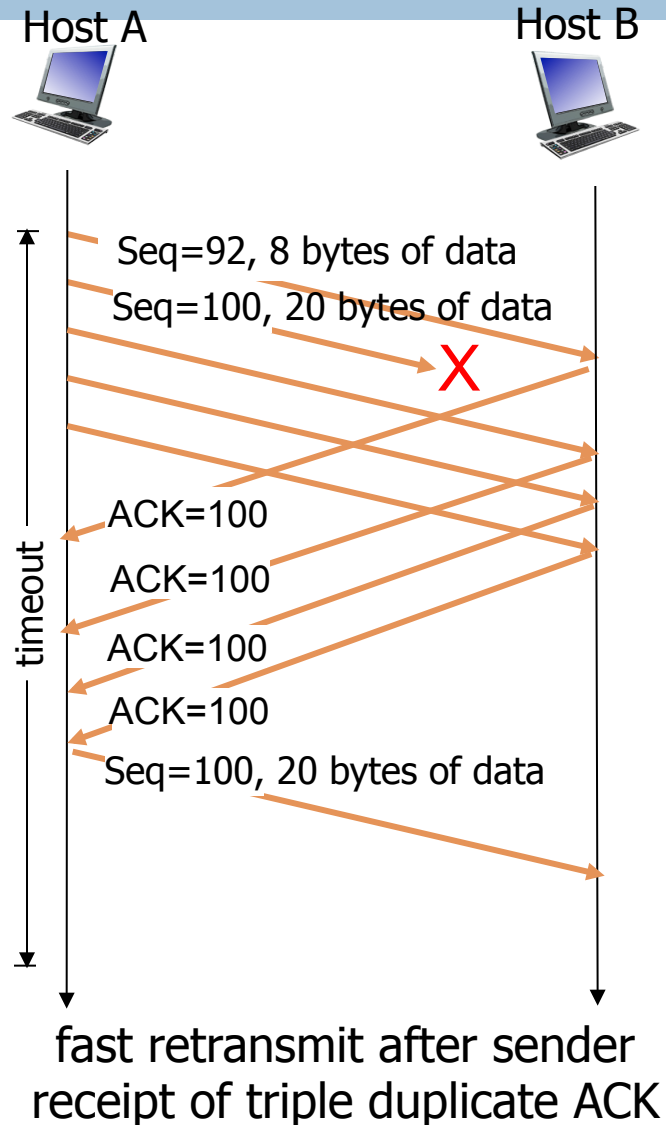 Host A
Host B
Seq=92, 8 bytes of data
Seq=100, 20 bytes of data
X
ACK=100
timeout
ACK=100
ACK=100
ACK=100
Seq=100, 20 bytes of data
fast retransmit after sender
receipt of triple duplicate ACK